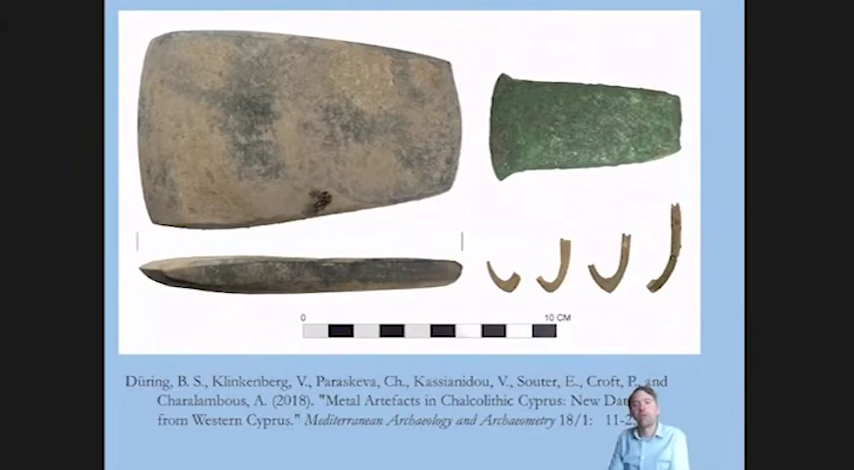 0 10 CM
Düring, B. S., Klinkenberg, V., Paraskeva, Ch., Kassianidou, V., Souter, E., Croft, P., and
Charalambous, A. (2018). "Metal Artefacts in Chalcolithic Cyprus: New
from Western Cyprus." Mediterranean Archaeology and Archaeometry 18/1: 11-